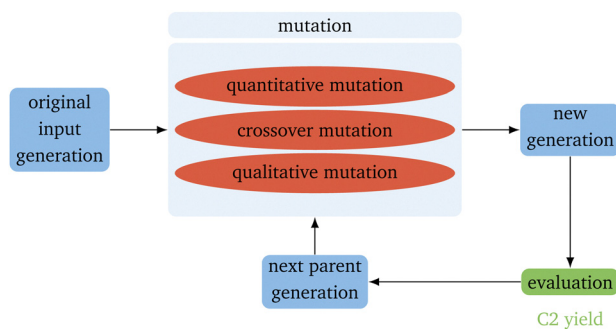 mutation
quantitative mutation
crossover mutation
qualitative mutation
original
input
generation
new
generation
next parent
generation
evaluation
C2 yield